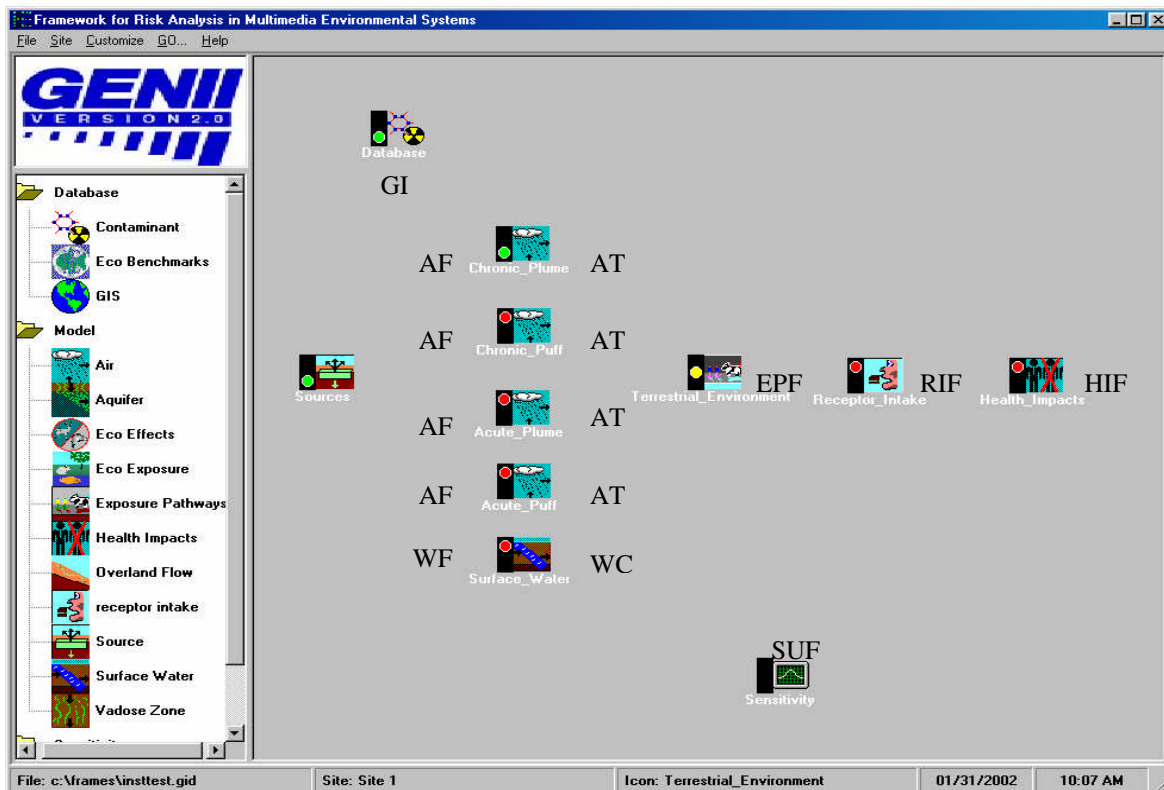 Framework for Risk Analysis in Multimedia Environmental Systems
File Site Customize GO... Help
GENII
VERSION 2.0
Database
Contaminant
Eco Benchmarks
GIS
Model
Air
Aquifer
Eco Effects
Eco Exposure
Exposure Pathways
Health Impacts
Overland Flow
receptor intake
Source
Surface Water
Vadose Zone
Database
GI
AF Chronic_Plume AT
AF Chronic_Puff AT
Sources
Terrestrial_Environment EPF Receptor_Intake RIF Health_Impacts HIF
AF Acute_Plume AT
AF Acute_Puff AT
WF Surface_Water WC
SUF
Sensitivity
File: c:\frames\insttest.gid Site: Site 1 Icon: Terrestrial_Environment 01/31/2002 10:07 AM